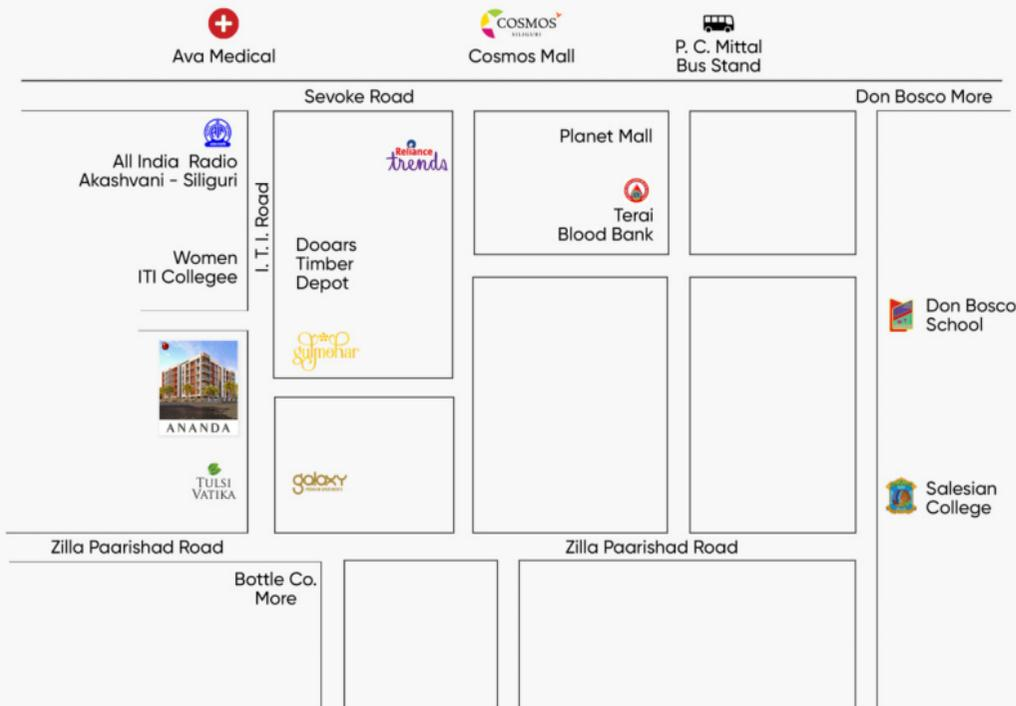 COSMOS
SILIGURI
Ava Medical
Cosmos Mall
P. C. Mittal
Bus Stand
Sevoke Road
Don Bosco More
All India Radio
Akashvani - Siliguri
Reliance
trends
Planet Mall
Terai
Blood Bank
I. T. I. Road
Women
ITI Collegee
Dooars
Timber
Depot
gulmohar
Don Bosco
School
ANANDA
TULSI
VATIKA
galaxy
Salesian
College
Zilla Paarishad Road
Zilla Paarishad Road
Bottle Co.
More